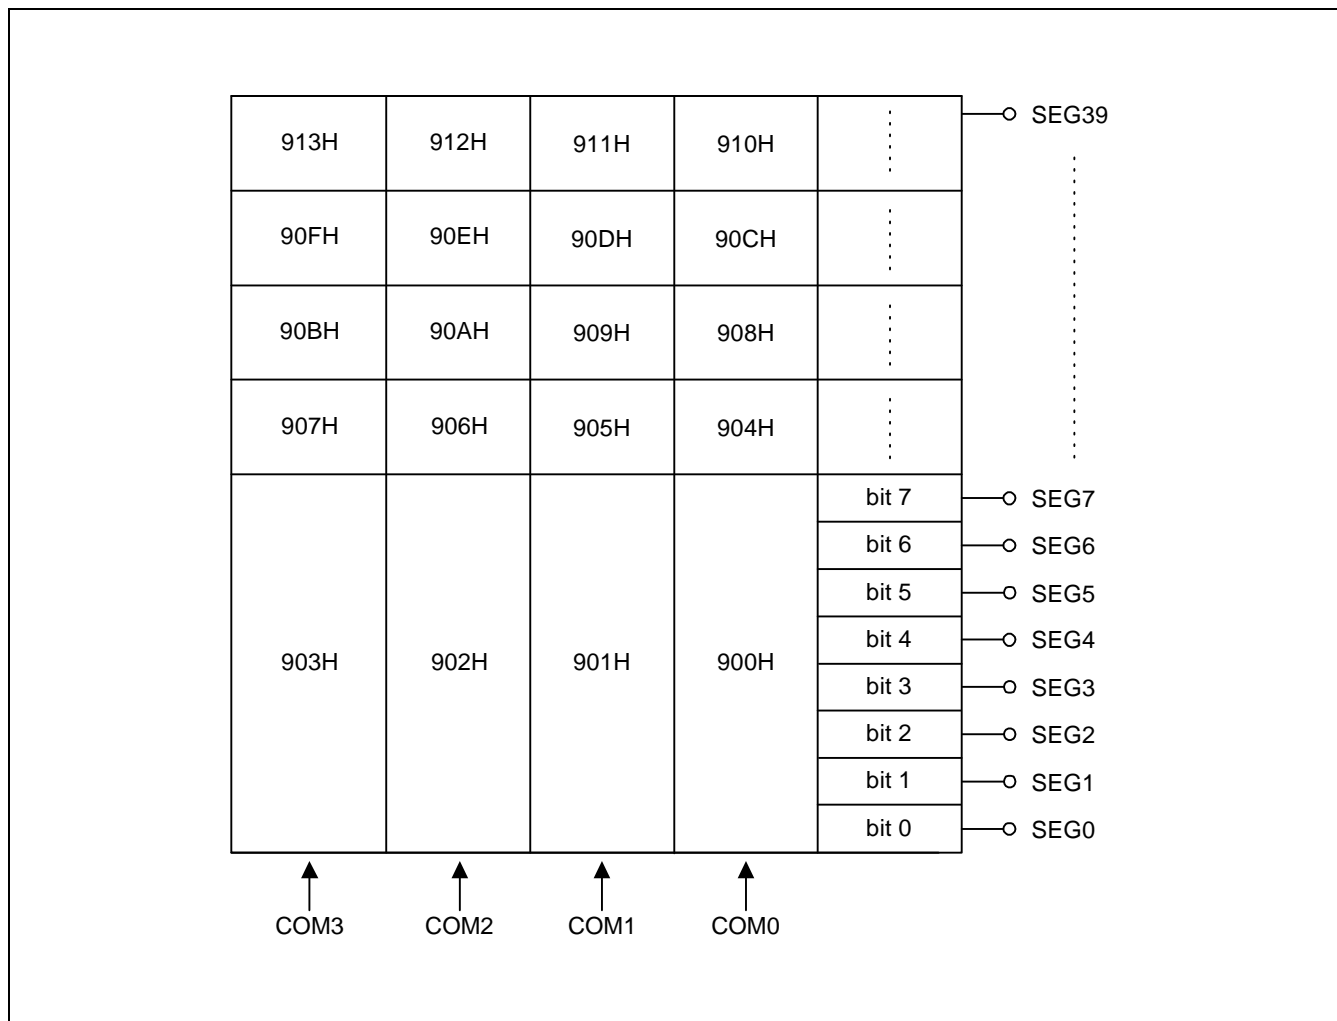 913H 912H 911H 910H SEG39
90FH 90EH 90DH 90CH
90BH 90AH 909H 908H
907H 906H 905H 904H
bit 7 SEG7
bit 6 SEG6
bit 5 SEG5
bit 4 SEG4
903H 902H 901H 900H
bit 3 SEG3
bit 2 SEG2
bit 1 SEG1
bit 0 SEG0
COM3 COM2 COM1 COM0